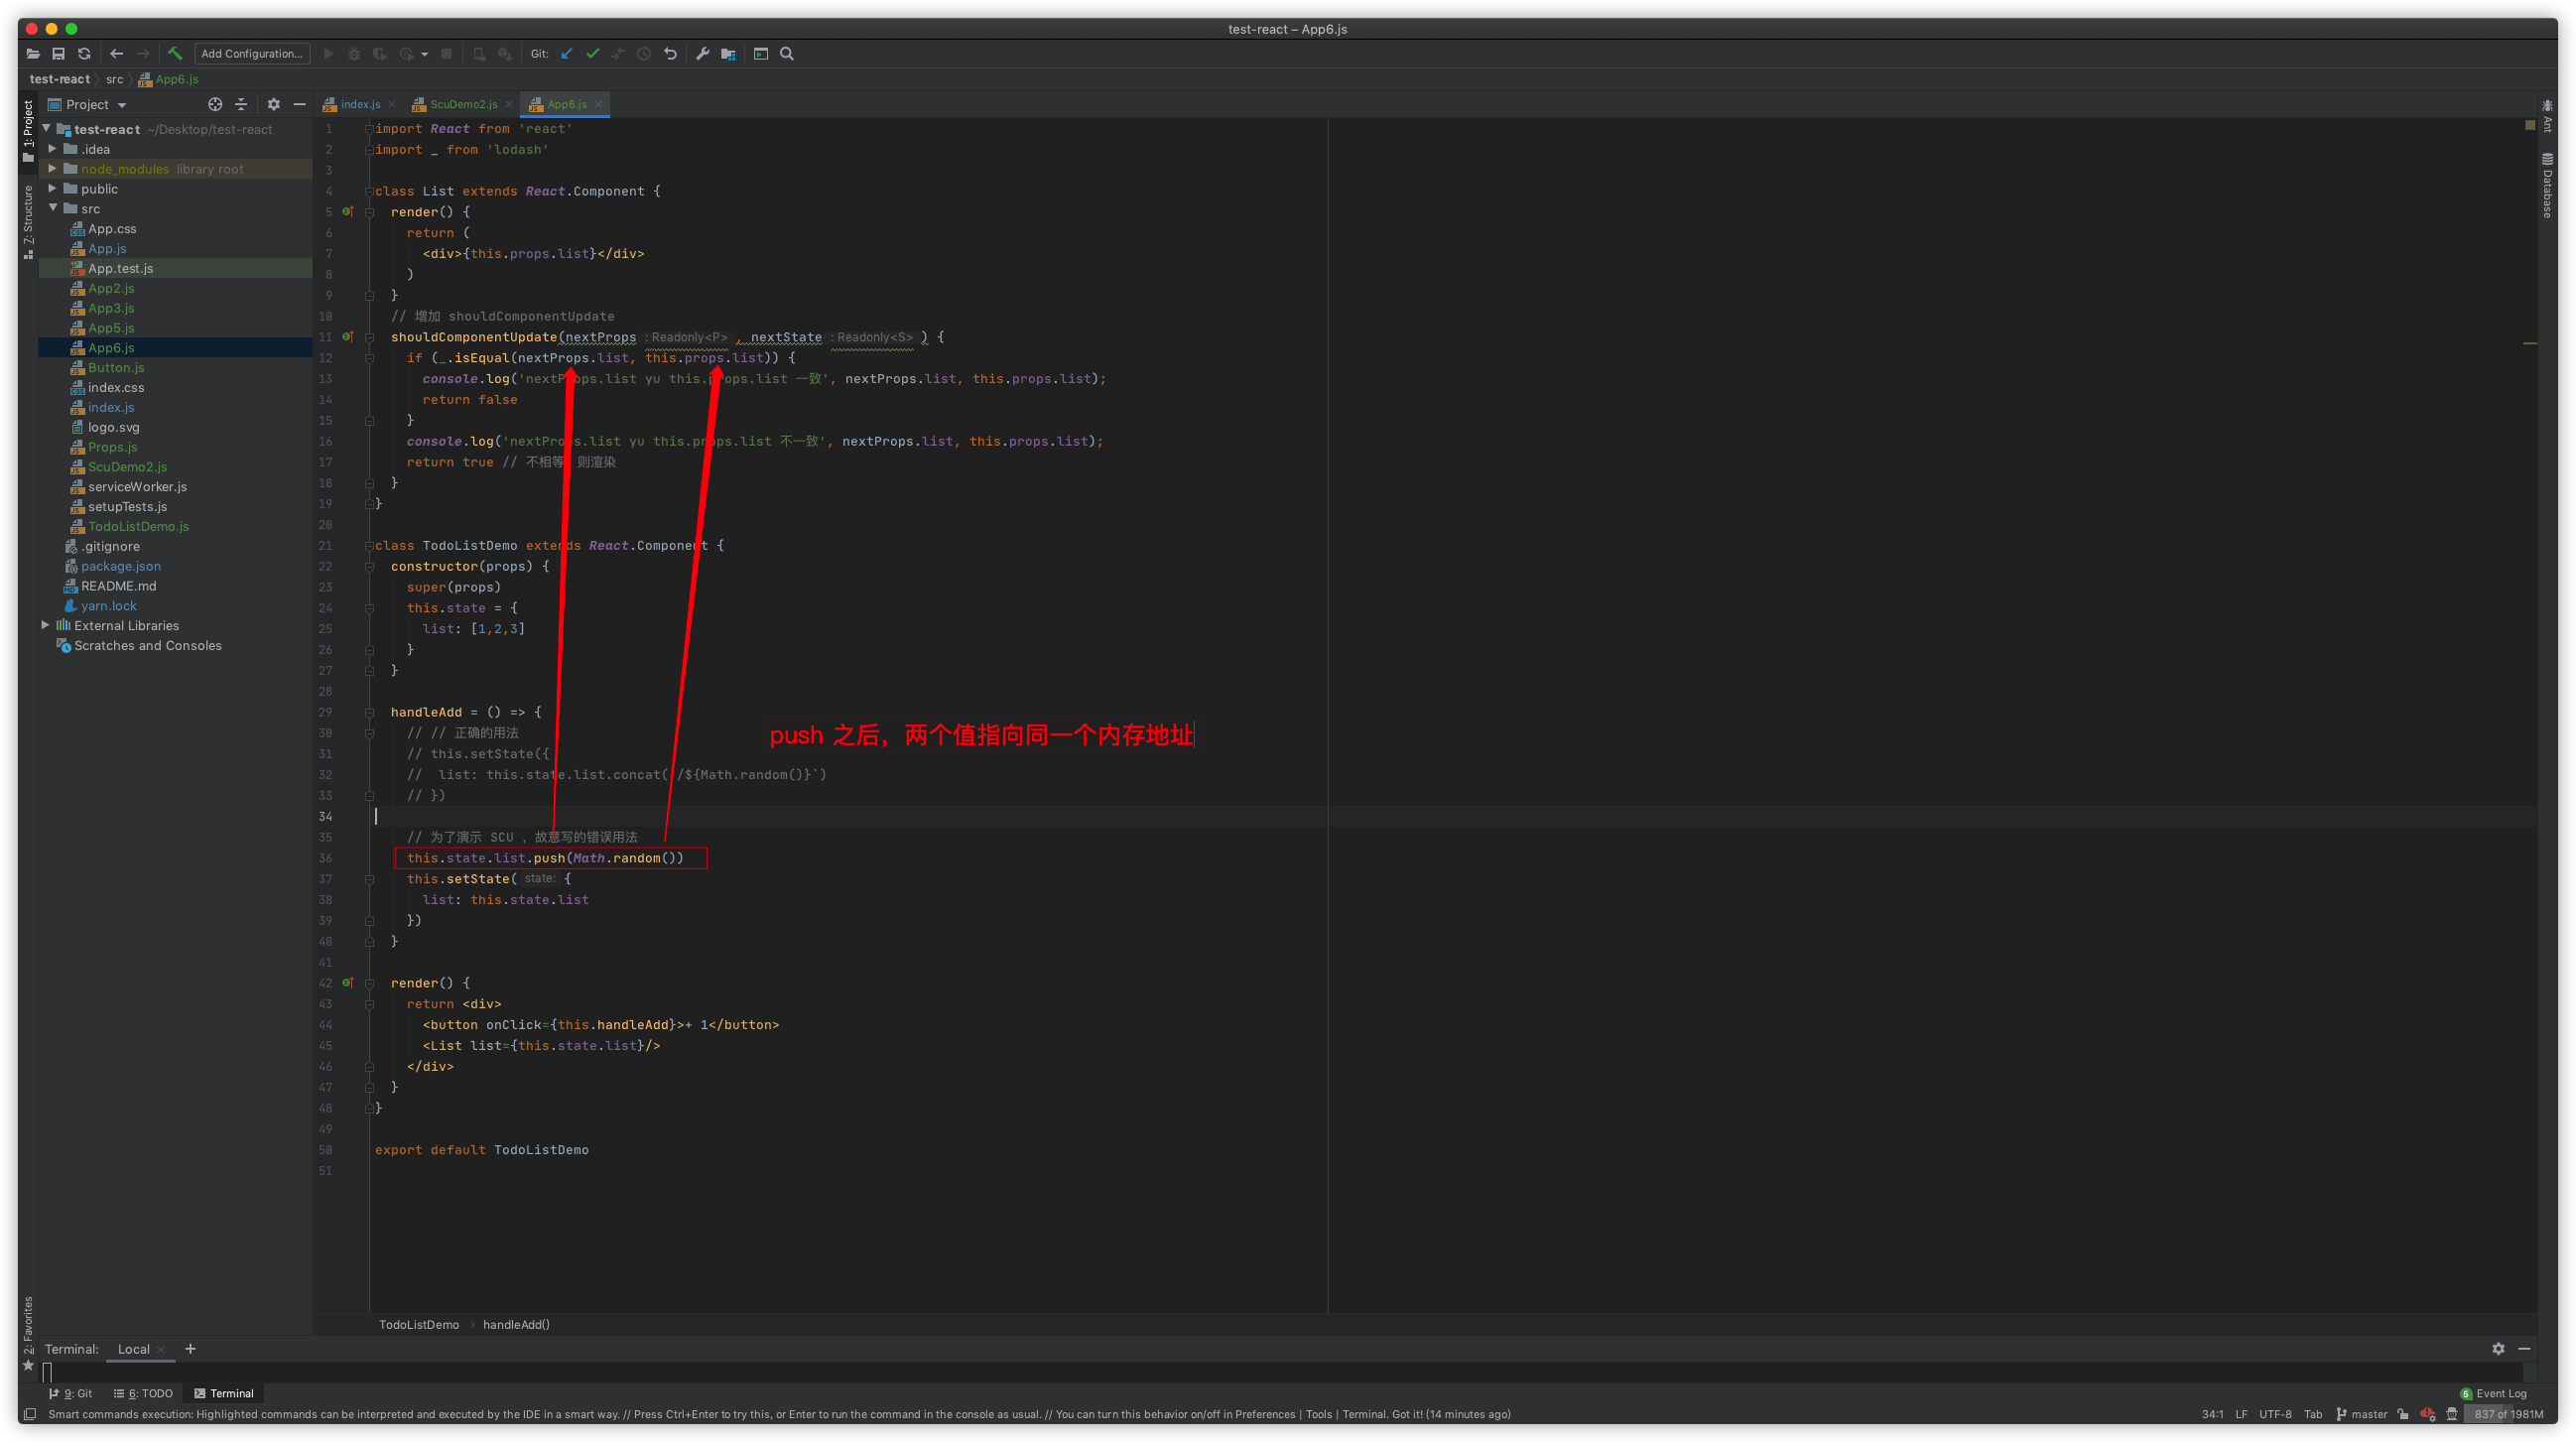 test-react – App6.js
Add Configuration...
Git:
test-react
src
App6.js
1: Project
Z: Structure
2: Favorites
Project
test-react ~/Desktop/test-react
.idea
node_modules library root
public
src
App.css
App.js
App.test.js
App2.js
App3.js
App5.js
App6.js
Button.js
index.css
index.js
logo.svg
Props.js
ScuDemo2.js
serviceWorker.js
setupTests.js
TodoListDemo.js
.gitignore
package.json
README.md
yarn.lock
External Libraries
Scratches and Consoles
index.js
ScuDemo2.js
App6.js
1 import React from 'react'
2 import _ from 'lodash'
3
4 class List extends React.Component {
5 render() {
6 return (
7 <div>{this.props.list}</div>
8 )
9 }
10 // 增加 shouldComponentUpdate
11 shouldComponentUpdate(nextProps : Readonly<P> , nextState : Readonly<S> ) {
12 if (_.isEqual(nextProps.list, this.props.list)) {
13 console.log('nextProps.list yu this.props.list 一致', nextProps.list, this.props.list);
14 return false
15 }
16 console.log('nextProps.list yu this.props.list 不一致', nextProps.list, this.props.list);
17 return true // 不相等 则渲染
18 }
19 }
20
21 class TodoListDemo extends React.Component {
22 constructor(props) {
23 super(props)
24 this.state = {
25 list: [1,2,3]
26 }
27 }
28
29 handleAdd = () => {
push 之后，两个值指向同一个内存地址
30 // // 正确的用法
31 // this.setState({
32 // list: this.state.list.concat(`/${Math.random()}`)
33 // })
34
35 // 为了演示 SCU ，故意写的错误用法
36 this.state.list.push(Math.random())
37 this.setState( state: {
38 list: this.state.list
39 })
40 }
41
42 render() {
43 return <div>
44 <button onClick={this.handleAdd}>+ 1</button>
45 <List list={this.state.list}/>
46 </div>
47 }
48 }
49
50 export default TodoListDemo
51
Ant
Database
TodoListDemo
handleAdd()
Terminal:
Local
9: Git
6: TODO
Terminal
5 Event Log
Smart commands execution: Highlighted commands can be interpreted and executed by the IDE in a smart way. // Press Ctrl+Enter to try this, or Enter to run the command in the console as usual. // You can turn this behavior on/off in Preferences | Tools | Terminal. Got it! (14 minutes ago)
34:1 LF UTF-8 Tab master 837 of 1981M